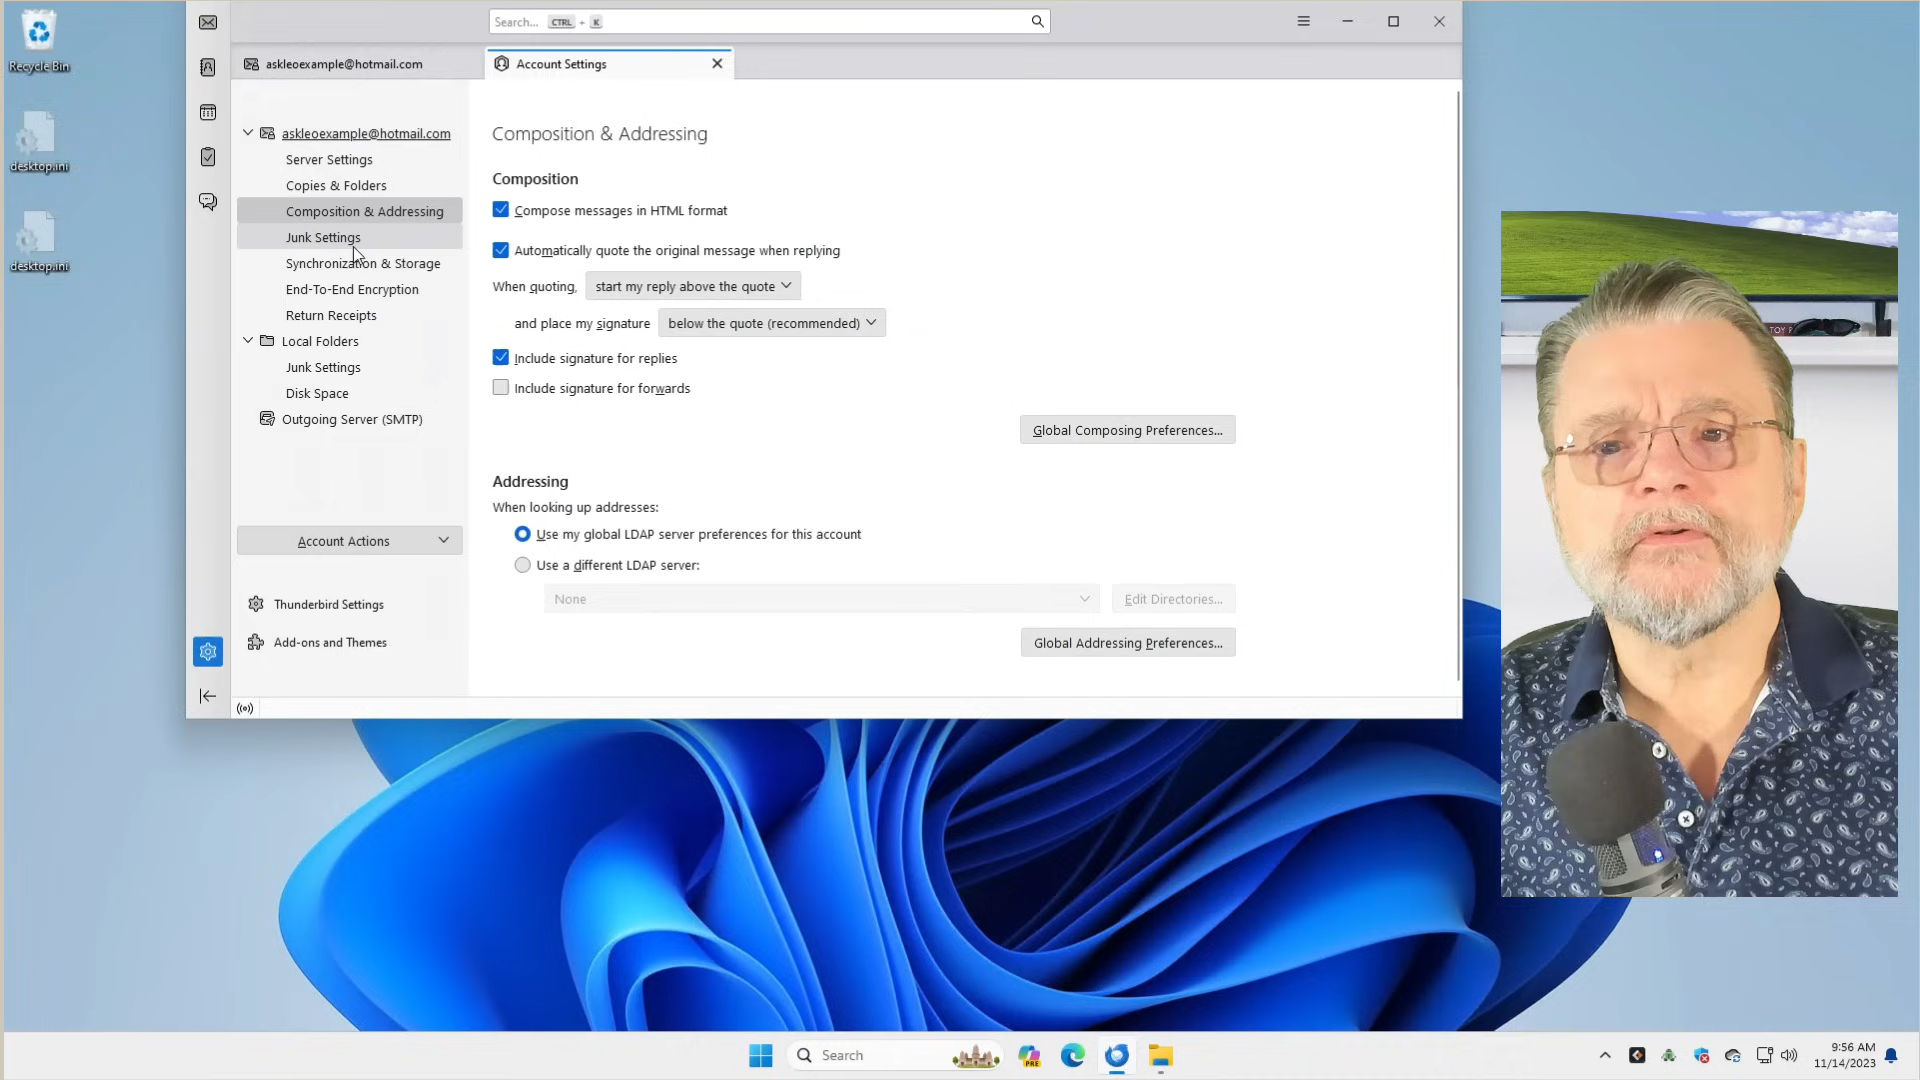 Recycle Bin
desktop.ini
desktop.ini
Search... CTRL + K
askleoexample@hotmail.com
Account Settings
askleoexample@hotmail.com
Server Settings
Copies & Folders
Composition & Addressing
Junk Settings
Synchronization & Storage
End-To-End Encryption
Return Receipts
Local Folders
Junk Settings
Disk Space
Outgoing Server (SMTP)
Account Actions
Thunderbird Settings
Add-ons and Themes
Composition & Addressing
Composition
Compose messages in HTML format
Automatically quote the original message when replying
When quoting, start my reply above the quote
and place my signature below the quote (recommended)
Include signature for replies
Include signature for forwards
Global Composing Preferences...
Addressing
When looking up addresses:
Use my global LDAP server preferences for this account
Use a different LDAP server:
None
Edit Directories...
Global Addressing Preferences...
TOY P
Search
PRE
9:56 AM
11/14/2023